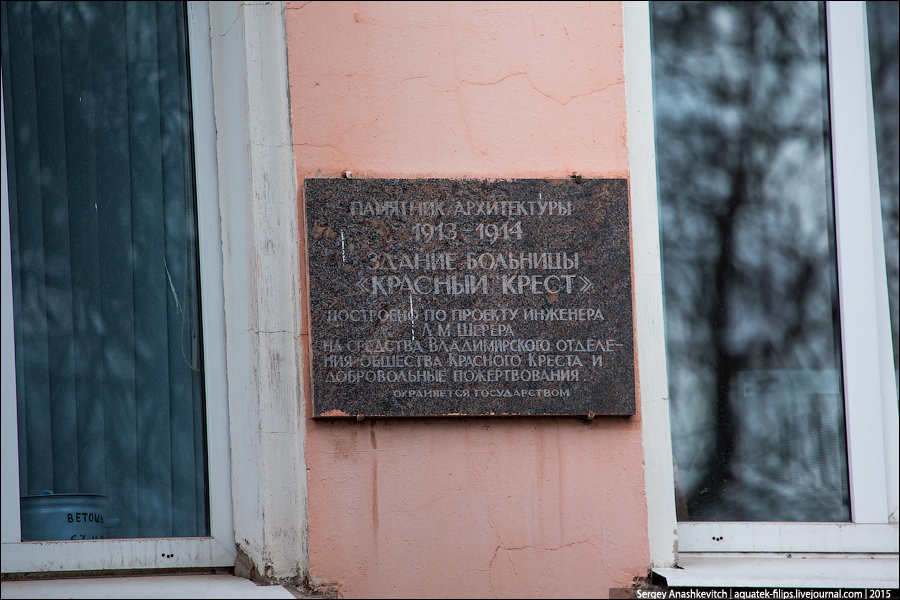 ПАМЯТНИК АРХИТЕКТУРЫ
1913-1914
ЗДАНИЕ БОЛЬНИЦЫ
«КРАСНЫЙ КРЕСТ»
ПОСТРОЕНО ПО ПРОЕКТУ ИНЖЕНЕРА
Л.М.ШЕРЕРА
НА СРЕДСТВА ВЛАДИМИРСКОГО ОТДЕЛЕ-
НИЯ ОБЩЕСТВА КРАСНОГО КРЕСТА И
ДОБРОВОЛЬНЫЕ ПОЖЕРТВОВАНИЯ.
ОХРАНЯЕТСЯ ГОСУДАРСТВОМ
ВЕТОШЬ
Sergey Anashkevitch | aquatek-filips.livejournal.com | 2015